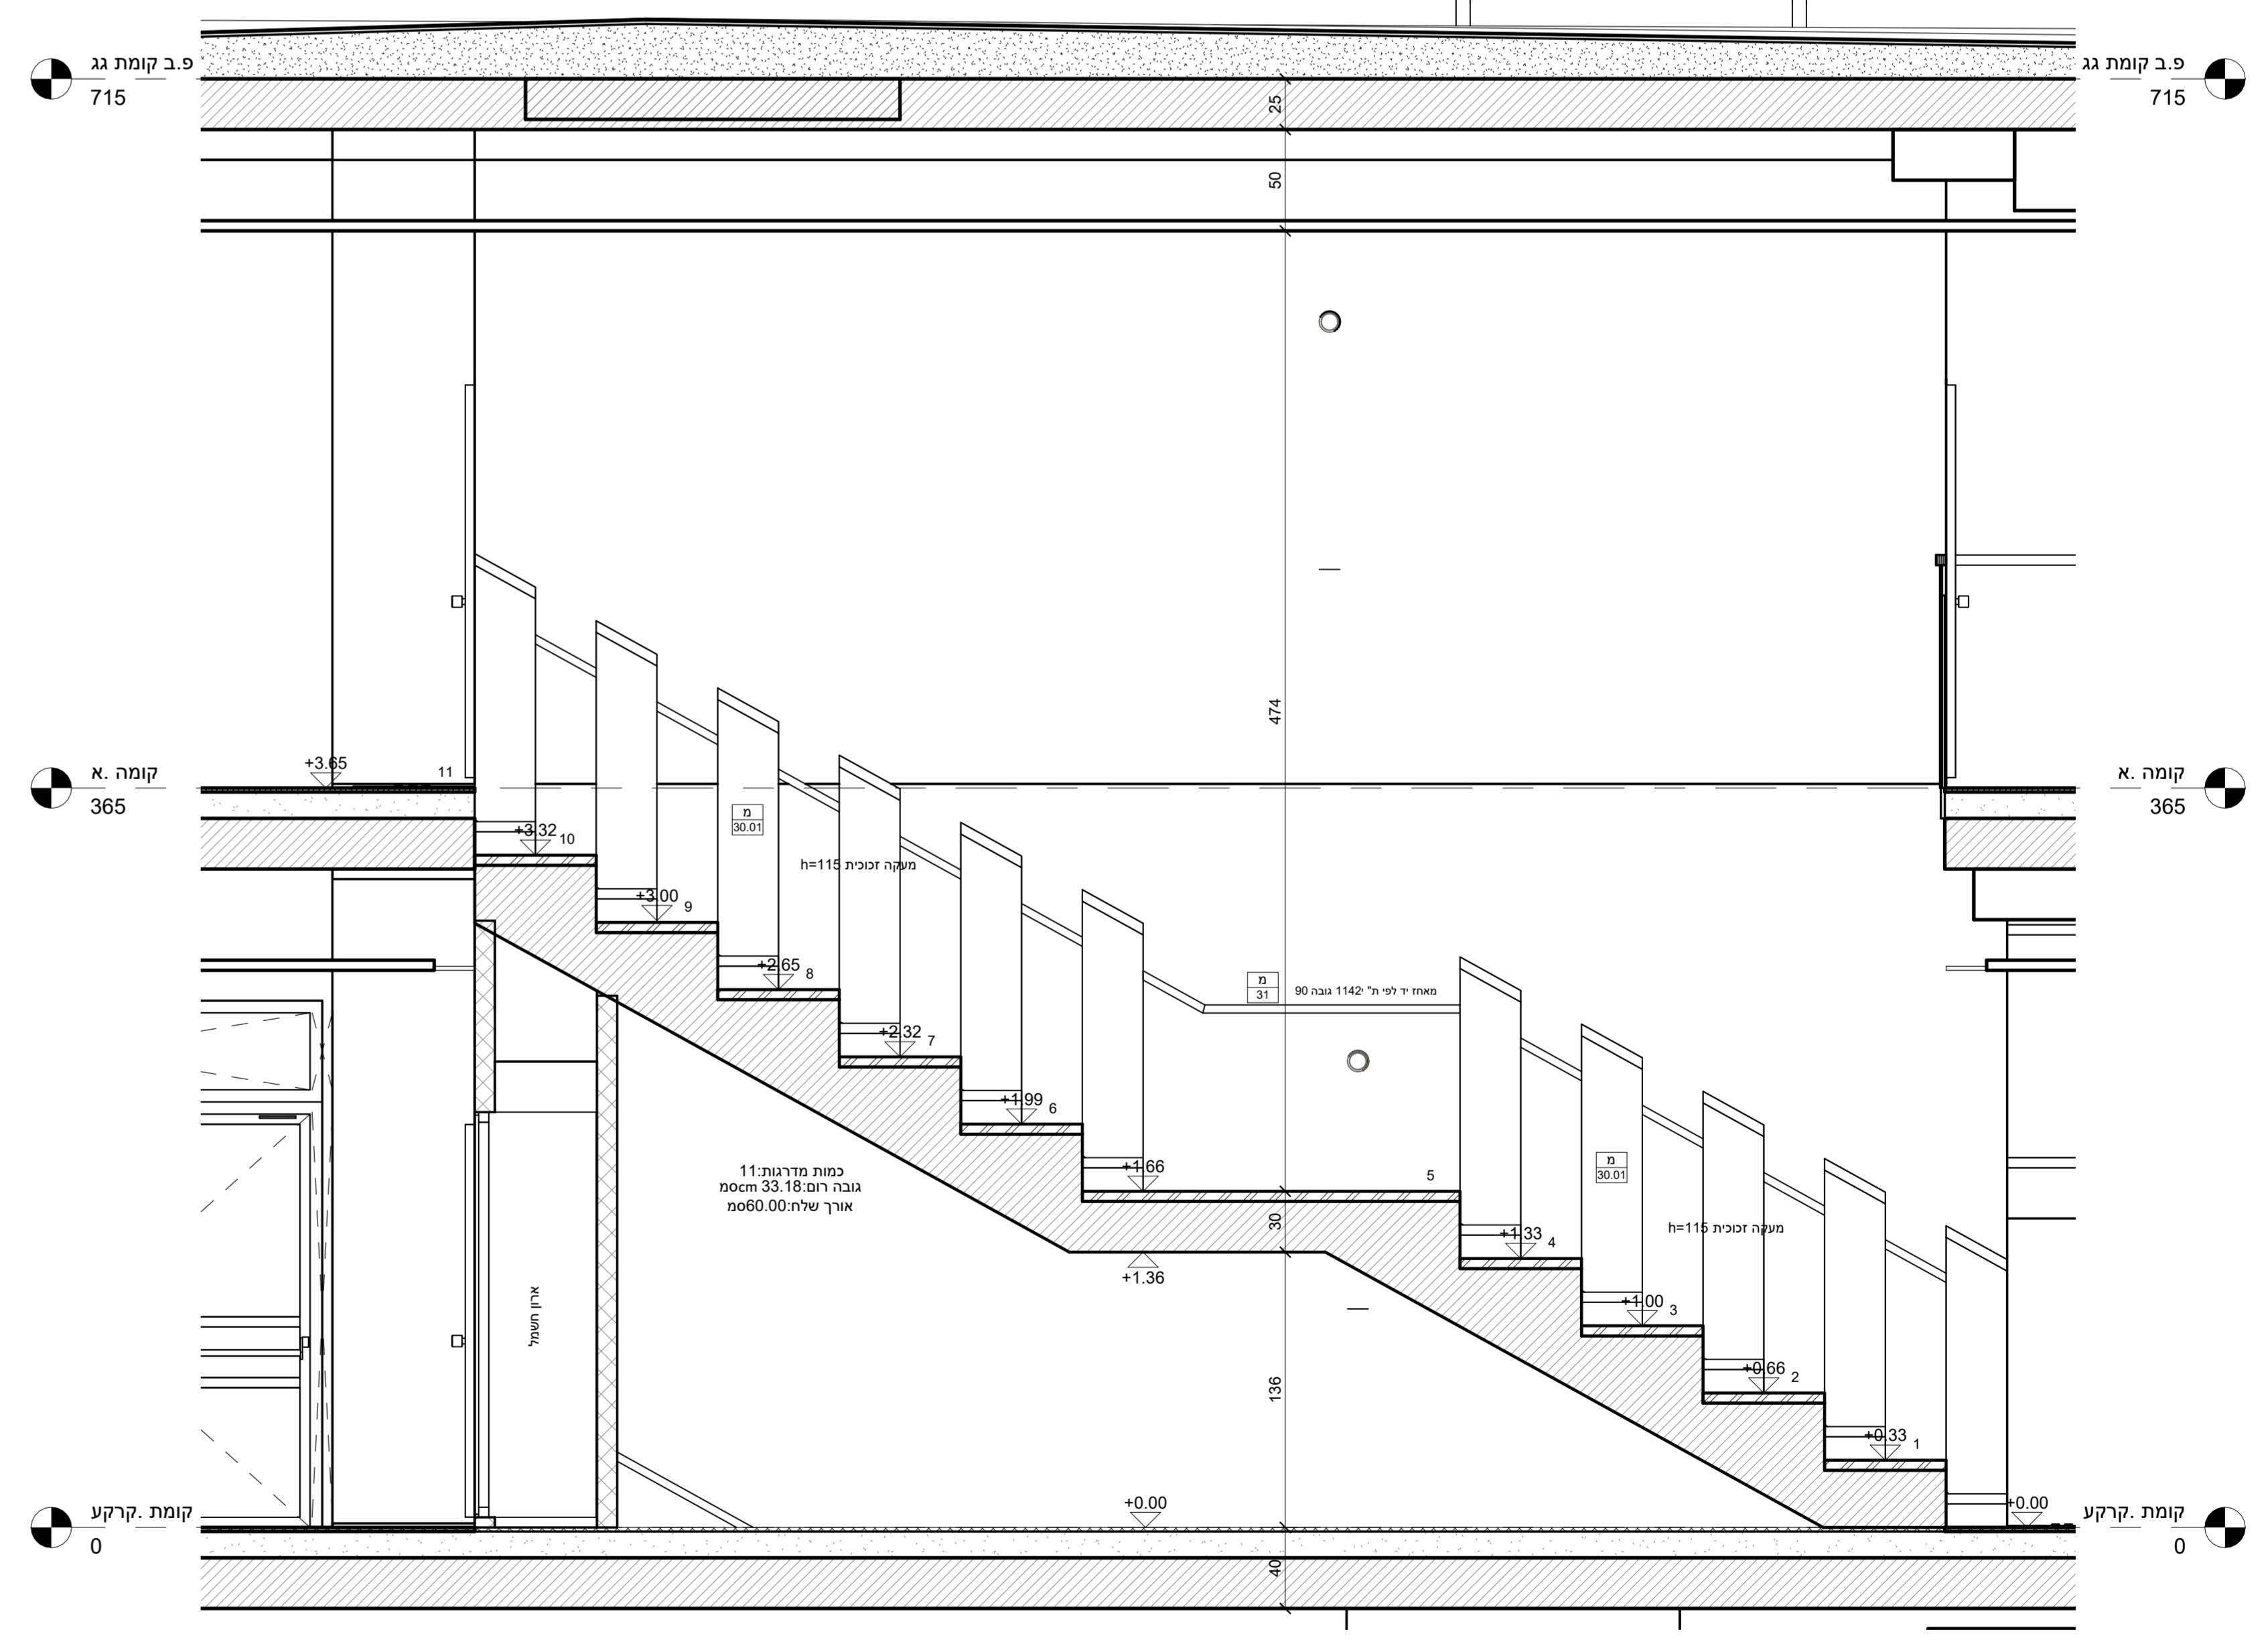 פ.ב קומת גג
715
פ.ב קומת גג
715
25
50
474
+3.65
11
קומה .א
365
קומה .א
365
+3.32
10
מ
30.01
מעקה זכוכית h=115
+3.00
9
+2.65
8
+2.32
7
מ
31
מאחז יד לפי ת" י1142 גובה 90
+1.99
6
+1.66
5
כמות מדרגות:11
גובה רום:33.18 cmסמ
אורך שלח:60.00סמ
30
+1.36
מ
30.01
מעקה זכוכית h=115
+1.33
4
+1.00
3
ארון חשמל
136
+0.66
2
+0.33
1
+0.00
+0.00
קומת .קרקע
0
קומת .קרקע
0
40